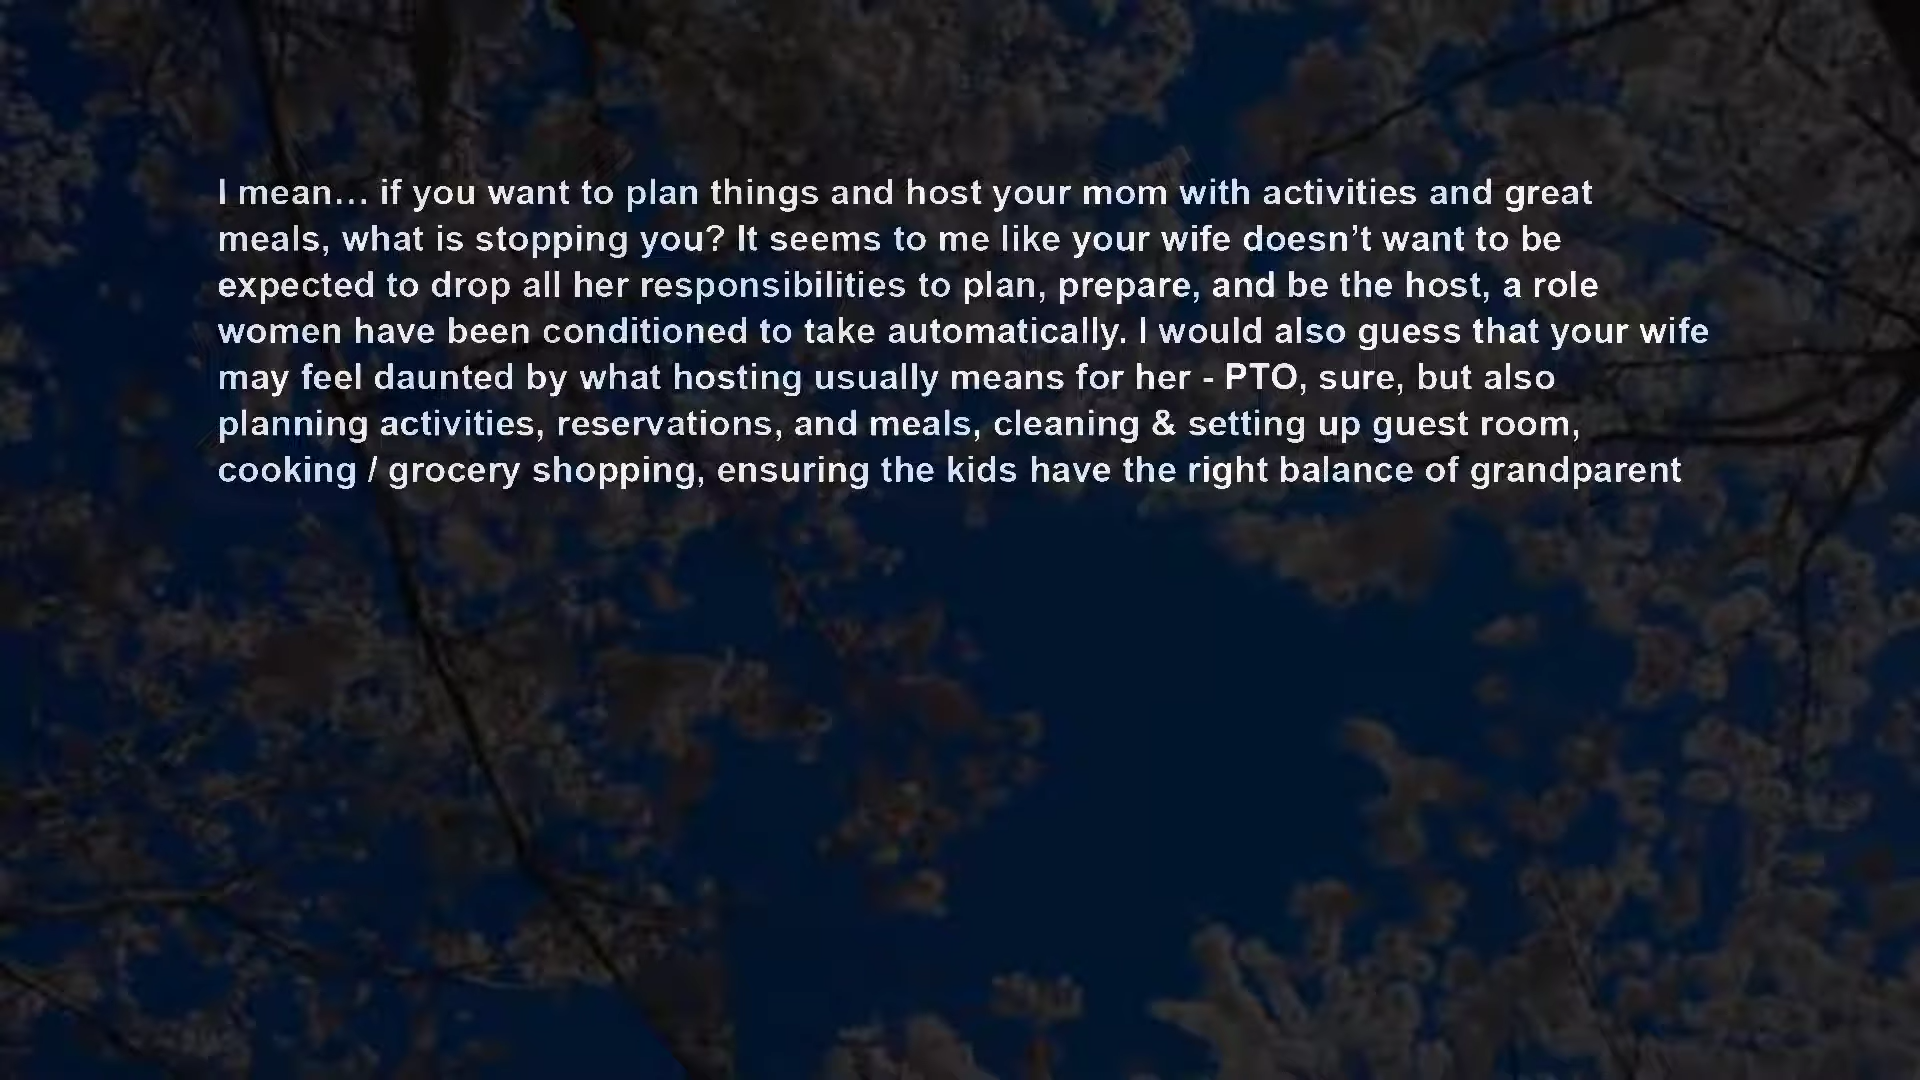 I mean… if you want to plan things and host your mom with activities and great
meals, what is stopping you? It seems to me like your wife doesn’t want to be
expected to drop all her responsibilities to plan, prepare, and be the host, a role
women have been conditioned to take automatically. I would also guess that your wife
may feel daunted by what hosting usually means for her - PTO, sure, but also
planning activities, reservations, and meals, cleaning & setting up guest room,
cooking / grocery shopping, ensuring the kids have the right balance of grandparent